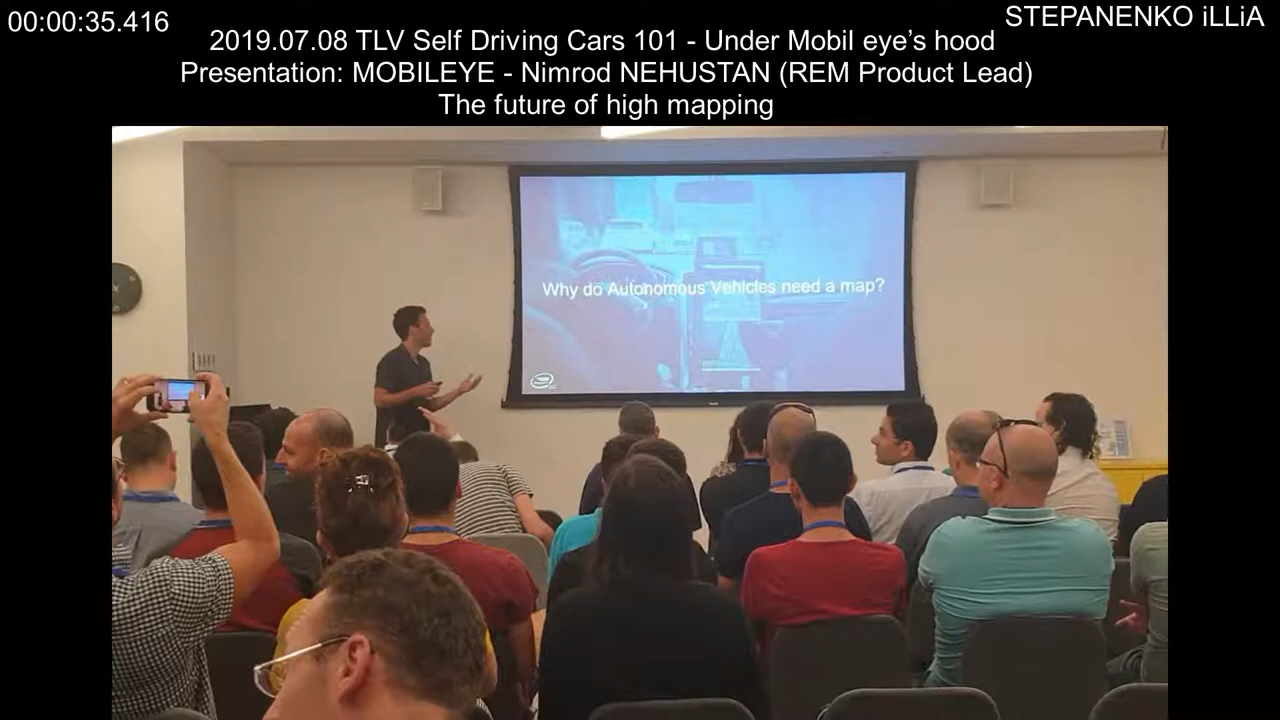 00:00:35.416
STEPANENKO iLLiA
2019.07.08 TLV Self Driving Cars 101 - Under Mobil eye's hood
Presentation: MOBILEYE - Nimrod NEHUSTAN (REM Product Lead)
The future of high mapping
Why do Autonomous Vehicles need a map?